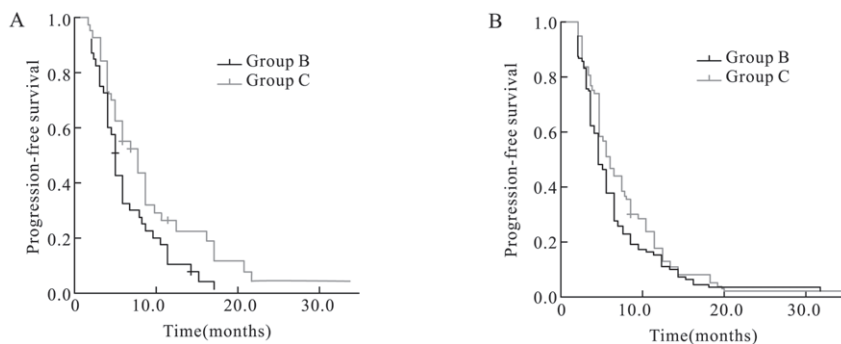 A
Progression-free survival
1.0
0.8
0.6
0.4
0.2
0.0
Group B
Group C
0 10.0 20.0 30.0
Time(months)
B
Progression-free survival
1.0
0.8
0.6
0.4
0.2
0.0
Group B
Group C
0 10.0 20.0 30.0
Time(months)